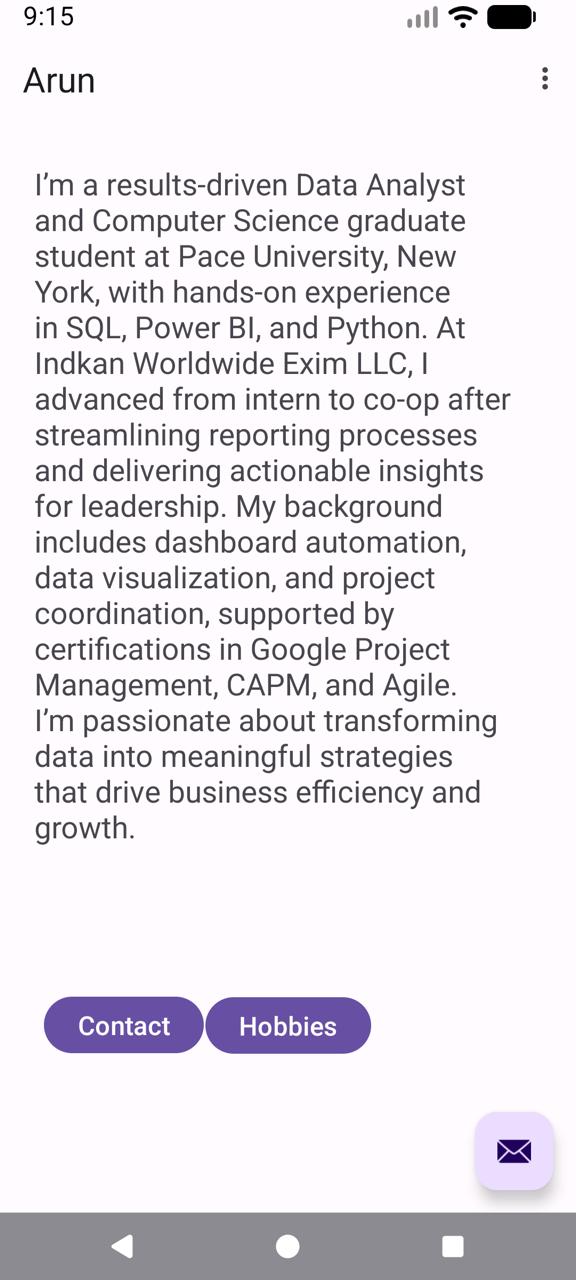 9:15
Arun
I’m a results-driven Data Analyst
and Computer Science graduate
student at Pace University, New
York, with hands-on experience
in SQL, Power BI, and Python. At
Indkan Worldwide Exim LLC, I
advanced from intern to co-op after
streamlining reporting processes
and delivering actionable insights
for leadership. My background
includes dashboard automation,
data visualization, and project
coordination, supported by
certifications in Google Project
Management, CAPM, and Agile.
I’m passionate about transforming
data into meaningful strategies
that drive business efficiency and
growth.
Contact Hobbies